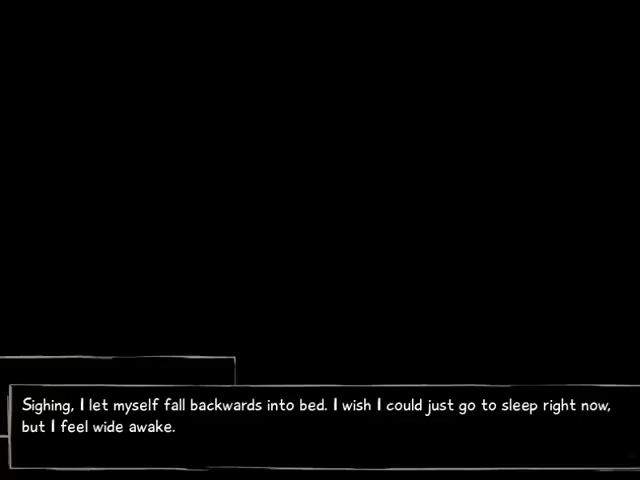 Sighing, I let myself fall backwards into bed. I wish I could just go to sleep right now,
but I feel wide awake.